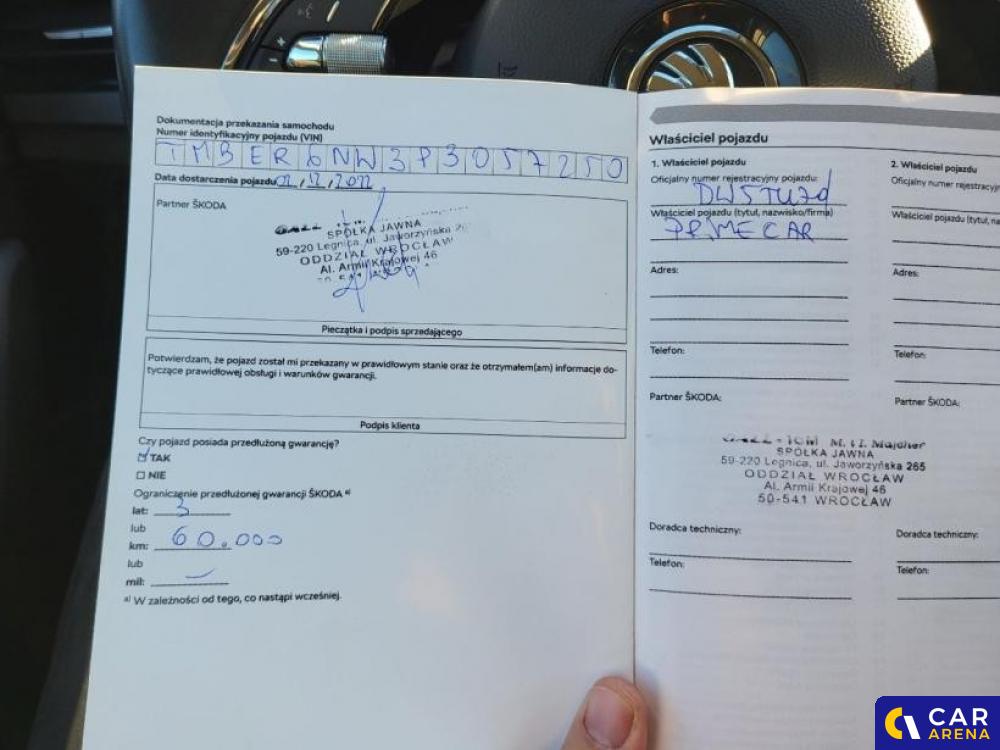 Dokumentacja przekazania samochodu
Numer identyfikacyjny pojazdu (VIN)
TMBER6NW3P3057250
Data dostarczenia pojazdu: 02,12,2022
Partner ŠKODA
SPÓŁKA JAWNA
59-220 Legnica, ul. Jaworzyńska
ODDZIAŁ WROCŁAW
Al. Armii Krajowej 46
Pieczątka i podpis sprzedającego
Potwierdzam, że pojazd został mi przekazany w prawidłowym stanie oraz że otrzymałem(am) informacje do-
tyczące prawidłowej obsługi i warunków gwarancji.
Podpis klienta
Czy pojazd posiada przedłużoną gwarancję?
TAK
NIE
Ograniczenie przedłużonej gwarancji ŠKODA a)
lat: 3
lub
km: 60.000
lub
mil: —
a) W zależności od tego, co nastąpi wcześniej.
Właściciel pojazdu
1. Właściciel pojazdu
Oficjalny numer rejestracyjny pojazdu:
Właściciel pojazdu (tytuł, nazwisko/firma)
PRIMECAR
Adres:
Telefon:
Partner ŠKODA:
M. i Z. Majcher
SPÓŁKA JAWNA
59-220 Legnica, ul. Jaworzyńska 265
ODDZIAŁ WROCŁAW
Al. Armii Krajowej 46
50-541 WROCŁAW
Doradca techniczny:
Telefon:
2. Właściciel pojazdu
Oficjalny numer
Właściciel pojazdu (tytuł,
Adres:
Telefon:
Partner ŠKODA:
Doradca techniczny:
Telefon:
CAR
ARENA